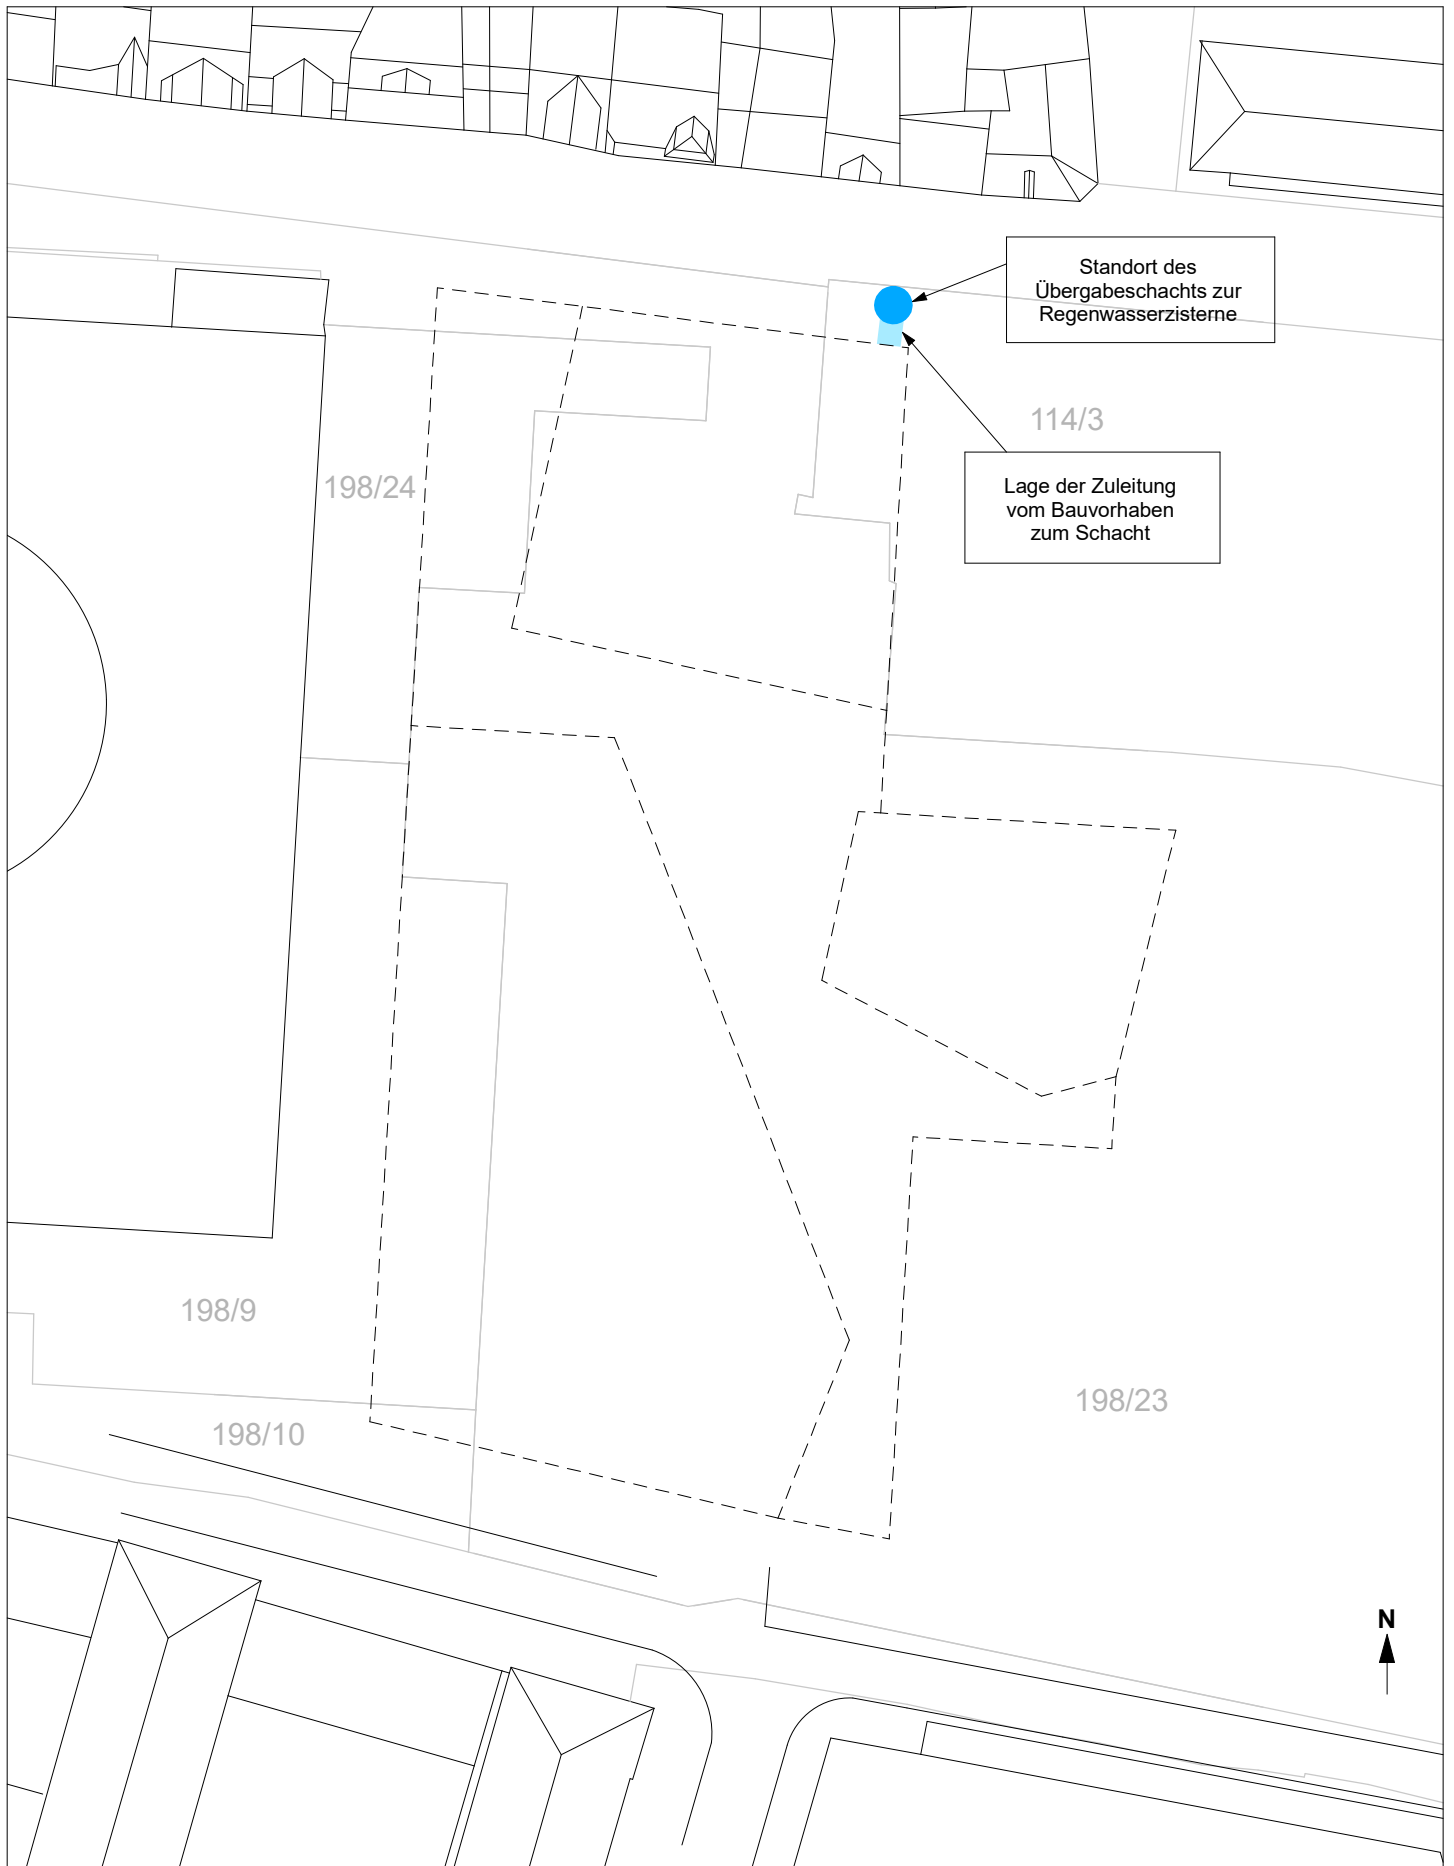 Standort des
Übergabeschachts zur
Regenwasserzisterne
114/3
198/24
Lage der Zuleitung
vom Bauvorhaben
zum Schacht
198/9
198/23
198/10
N